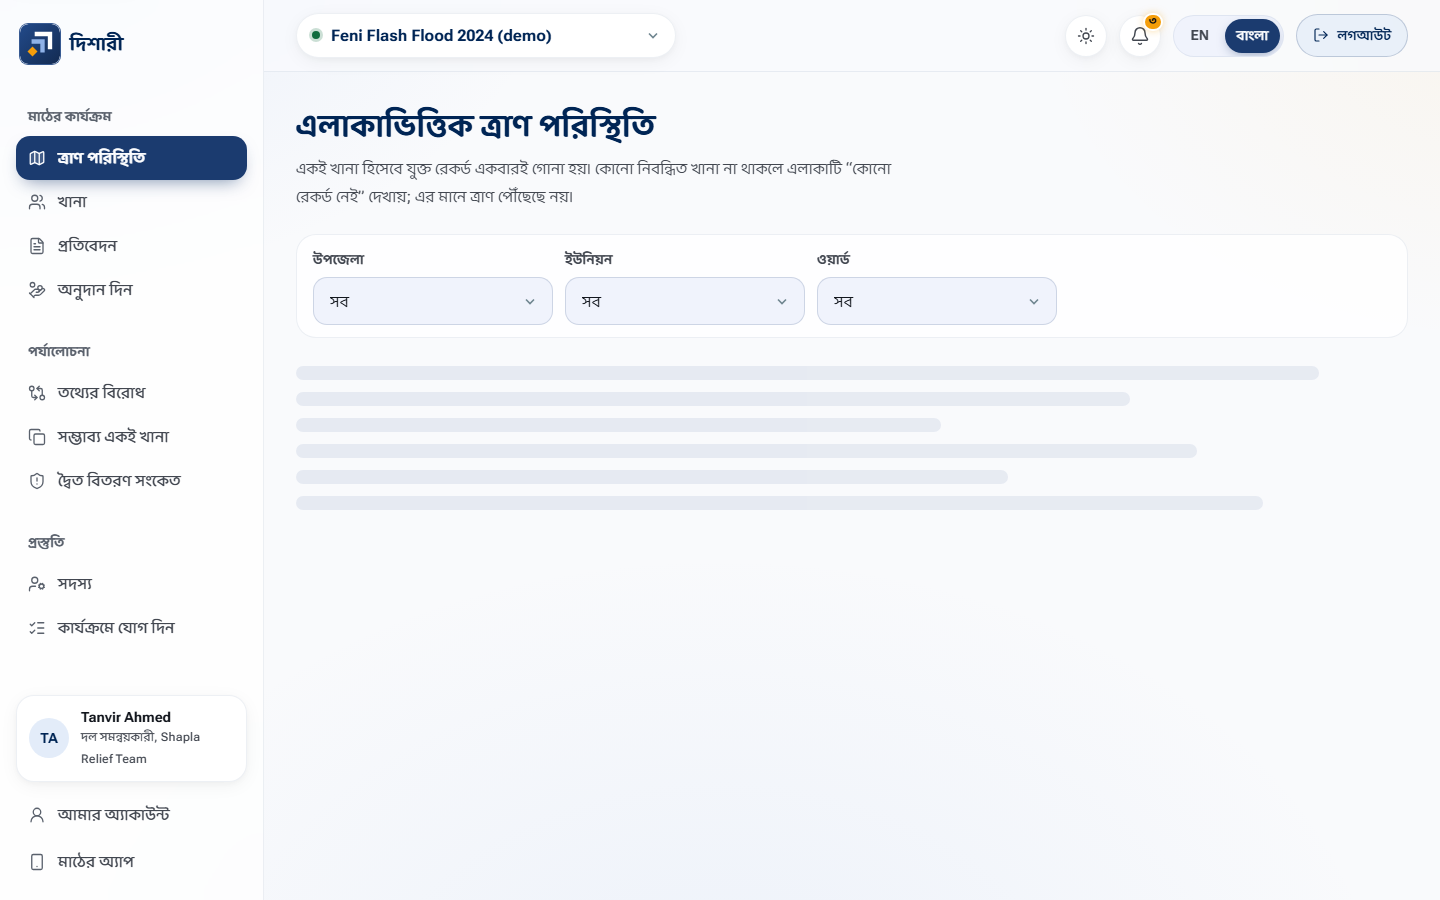 দিশারী
Feni Flash Flood 2024 (demo)
৩
EN
বাংলা
লগআউট
মাঠের কার্যক্রম
ত্রাণ পরিস্থিতি
খানা
প্রতিবেদন
অনুদান দিন
পর্যালোচনা
তথ্যের বিরোধ
সম্ভাব্য একই খানা
দ্বৈত বিতরণ সংকেত
প্রস্তুতি
সদস্য
কার্যক্রমে যোগ দিন
TA
Tanvir Ahmed
দল সমন্বয়কারী, Shapla
Relief Team
আমার অ্যাকাউন্ট
মাঠের অ্যাপ
এলাকাভিত্তিক ত্রাণ পরিস্থিতি
একই খানা হিসেবে যুক্ত রেকর্ড একবারই গোনা হয়। কোনো নিবন্ধিত খানা না থাকলে এলাকাটি “কোনো
রেকর্ড নেই” দেখায়; এর মানে ত্রাণ পৌঁছেছে নয়।
উপজেলা
ইউনিয়ন
ওয়ার্ড
সব
সব
সব